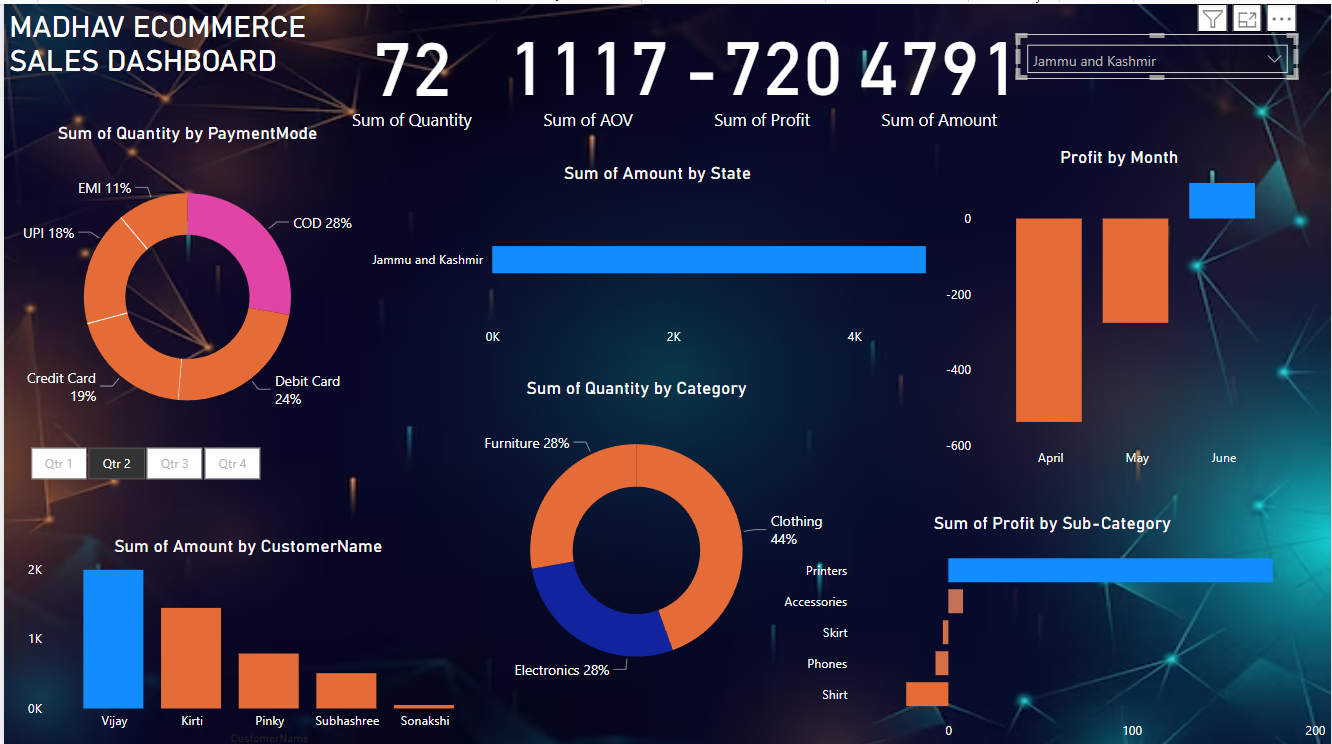 MADHAV ECOMMERCE
SALES DASHBOARD
72
Sum of Quantity
1117
Sum of AOV
-720
Sum of Profit
4791
Sum of Amount
Jammu and Kashmir
Sum of Quantity by PaymentMode
EMI 11%
COD 28%
UPI 18%
Credit Card
19%
Debit Card
24%
Qtr 1
Qtr 2
Qtr 3
Qtr 4
Sum of Amount by State
Jammu and Kashmir
0K
2K
4K
Profit by Month
0
-200
-400
-600
April
May
June
Sum of Quantity by Category
Furniture 28%
Clothing
44%
Electronics 28%
Sum of Amount by CustomerName
2K
1K
0K
Vijay
Kirti
Pinky
Subhashree
Sonakshi
CustomerName
Sum of Profit by Sub-Category
Printers
Accessories
Skirt
Phones
Shirt
0
100
200